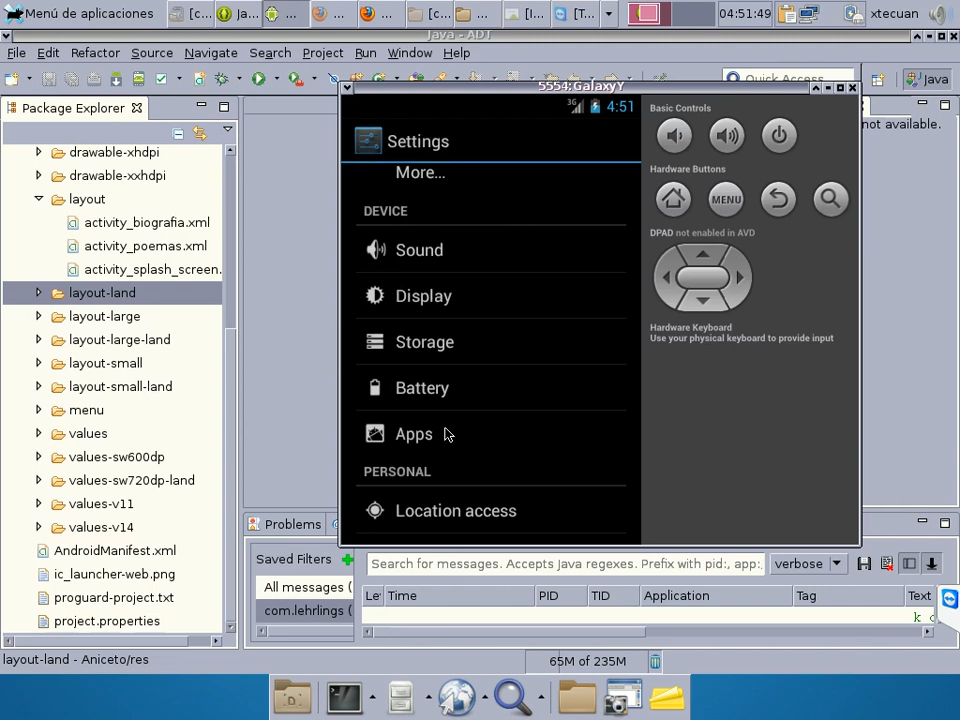 Menú de aplicaciones
[c...
Ja...
...
...
...
[c...
...
[I...
[T...
04:51:49
xtecuan
Java - ADT
File Edit Refactor Source Navigate Search Project Run Window Help
Quick Access
Java
Package Explorer
drawable-xhdpi
drawable-xxhdpi
layout
activity_biografia.xml
activity_poemas.xml
activity_splash_screen.
layout-land
layout-large
layout-large-land
layout-small
layout-small-land
menu
values
values-sw600dp
values-sw720dp-land
values-v11
values-v14
AndroidManifest.xml
ic_launcher-web.png
proguard-project.txt
project.properties
not available.
5554:GalaxyY
3G 4:51
Settings
More...
DEVICE
Sound
Display
Storage
Battery
Apps
PERSONAL
Location access
Basic Controls
Hardware Buttons
MENU
DPAD not enabled in AVD
Hardware Keyboard
Use your physical keyboard to provide input
Problems
Saved Filters
All messages (
com.lehrlings (
Search for messages. Accepts Java regexes. Prefix with pid:, app:,
verbose
Le Time PID TID Application Tag Text
k c
layout-land - Aniceto/res
65M of 235M